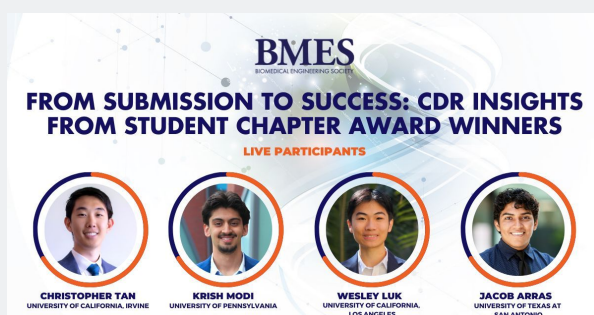 BMES
BIOMEDICAL ENGINEERING SOCIETY
FROM SUBMISSION TO SUCCESS: CDR INSIGHTS
FROM STUDENT CHAPTER AWARD WINNERS
LIVE PARTICIPANTS
CHRISTOPHER TAN
UNIVERSITY OF CALIFORNIA, IRVINE
KRISH MODI
UNIVERSITY OF PENNSYLVANIA
WESLEY LUK
UNIVERSITY OF CALIFORNIA,
LOS ANGELES
JACOB ARRAS
UNIVERSITY OF TEXAS AT
SAN ANTONIO